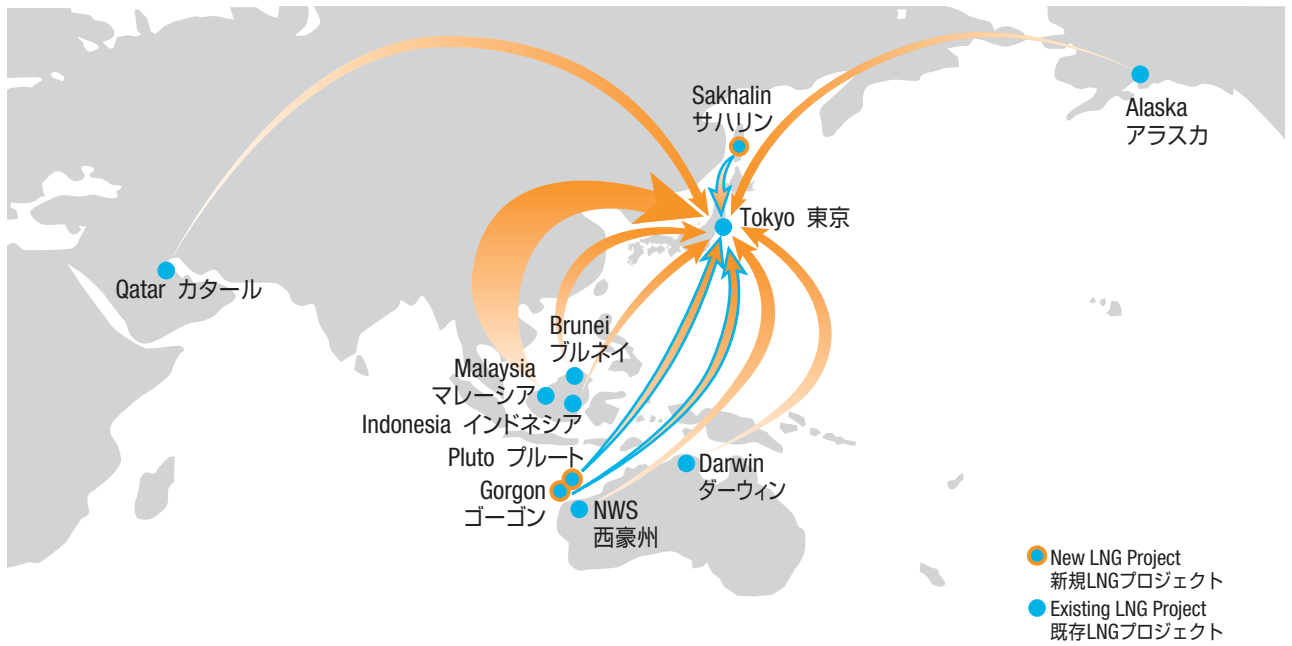 Sakhalin
サハリン
Alaska
アラスカ
Tokyo 東京
Qatar カタール
Brunei
ブルネイ
Malaysia
マレーシア
Indonesia インドネシア
Pluto プルート
Gorgon
ゴーゴン
Darwin
ダーウィン
NWS
西豪州
New LNG Project
新規LNGプロジェクト
Existing LNG Project
既存LNGプロジェクト